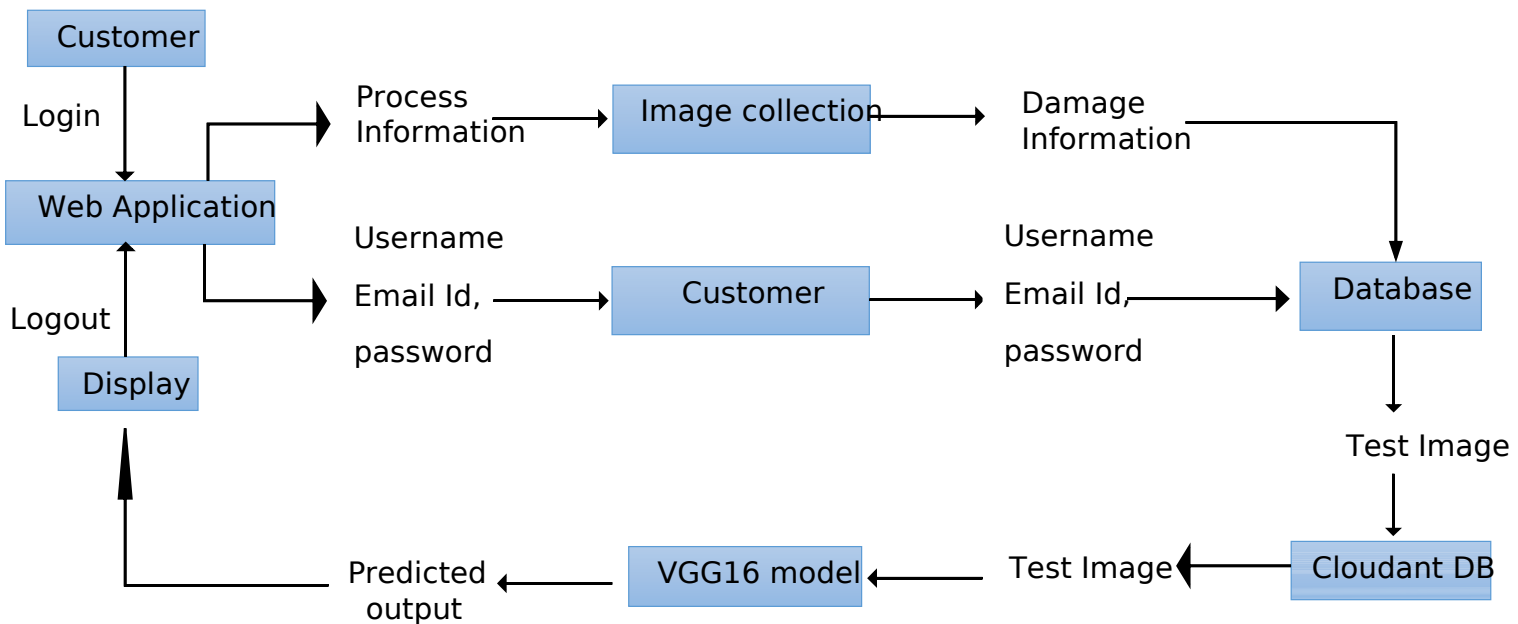 Customer
Login
Process
Information
Image collection
Damage
Information
Web Application
Username
Email Id,
password
Customer
Username
Email Id,
password
Database
Logout
Display
Test Image
Cloudant DB
Test Image
VGG16 model
Predicted
output